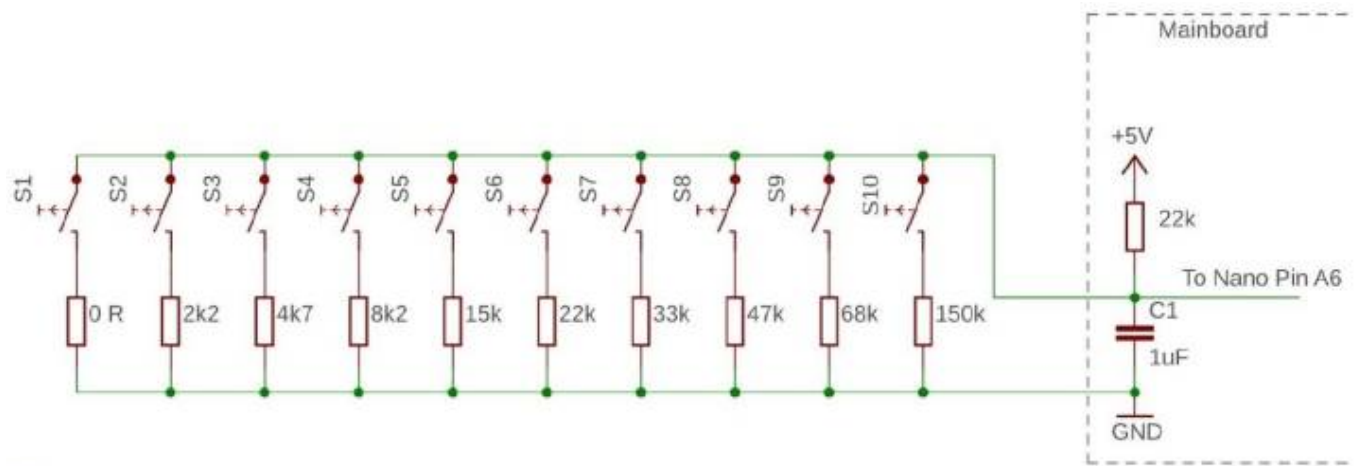 Mainboard
+5V
S1
S2
S3
S4
S5
S6
S7
S8
S9
S10
22k
To Nano Pin A6
0 R
2k2
4k7
8k2
15k
22k
33k
47k
68k
150k
C1
1uF
GND